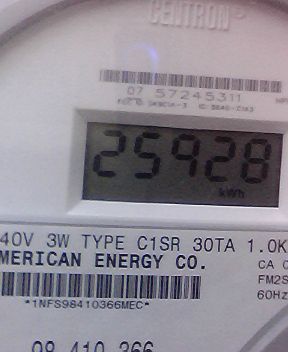 CENTRON®
07 57245311
25928
kWh
40V 3W TYPE C1SR 30TA 1.0K
MERICAN ENERGY CO.
CA 0
FM2S
60Hz
*1NFS98410366MEC*
98 410 366